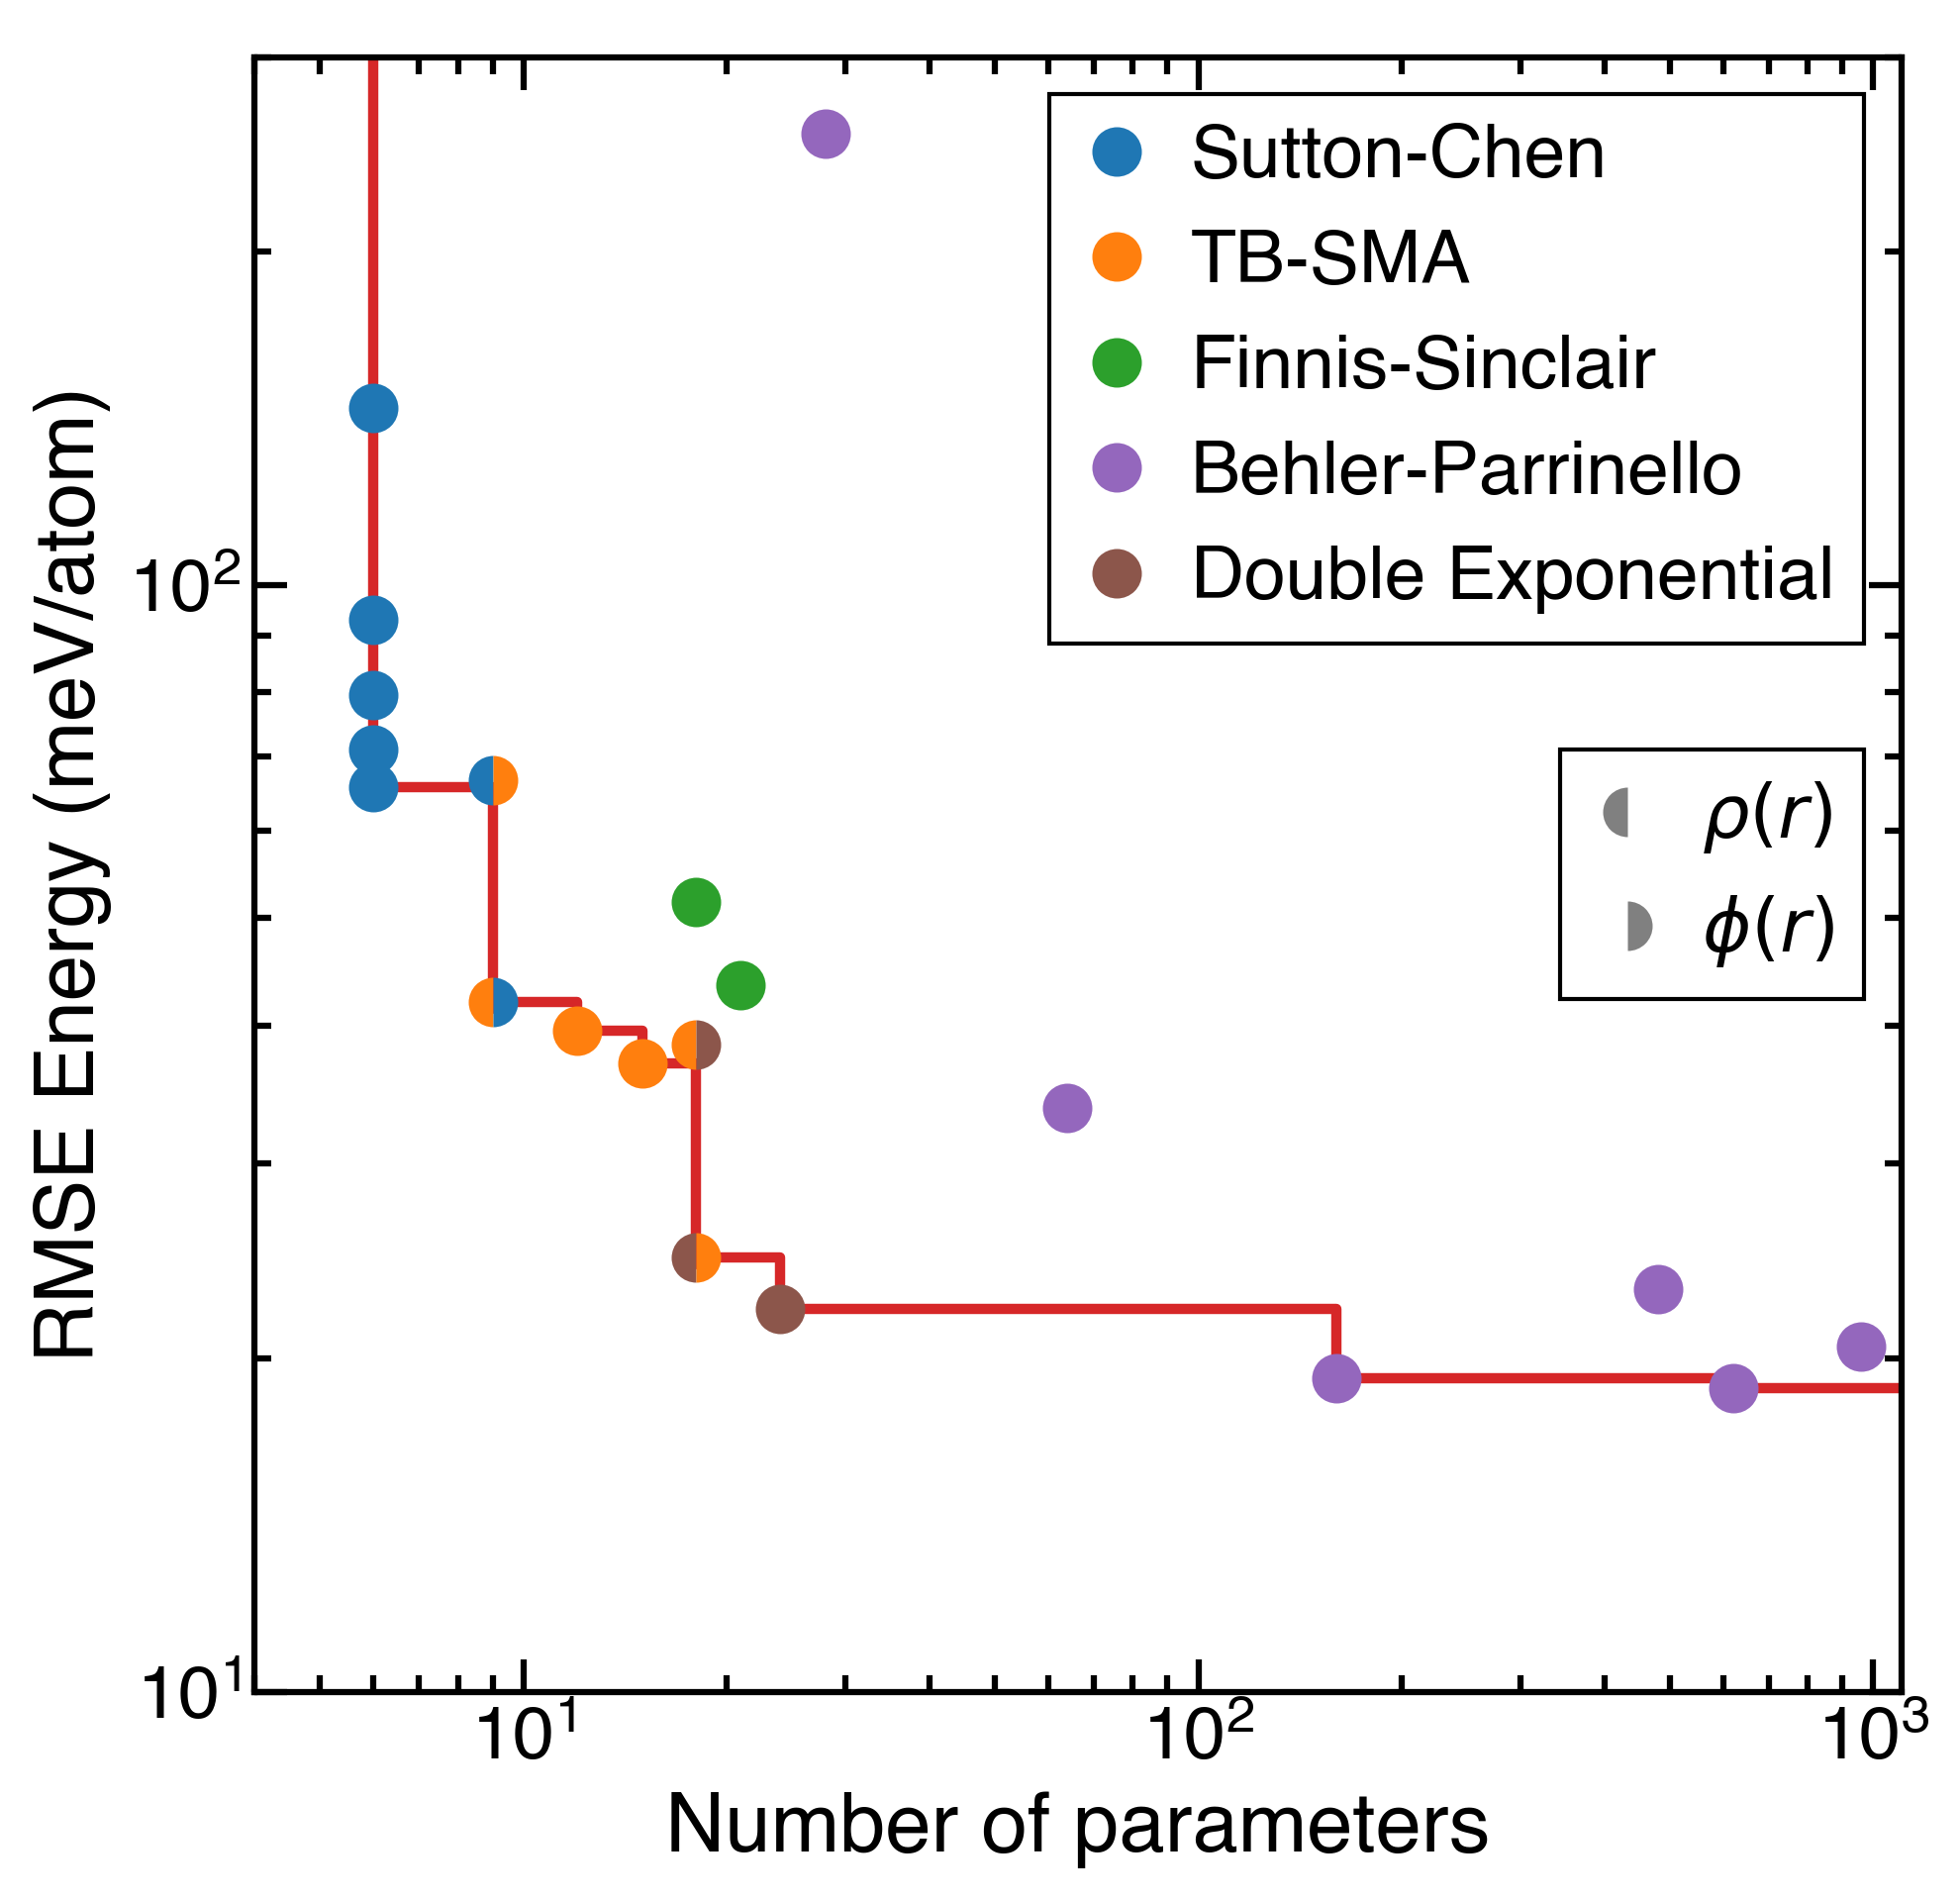 RMSE Energy (meV/atom)
10²
10¹
Sutton-Chen
TB-SMA
Finnis-Sinclair
Behler-Parrinello
Double Exponential
ρ(r)
ϕ(r)
10¹ 10² 10³
Number of parameters